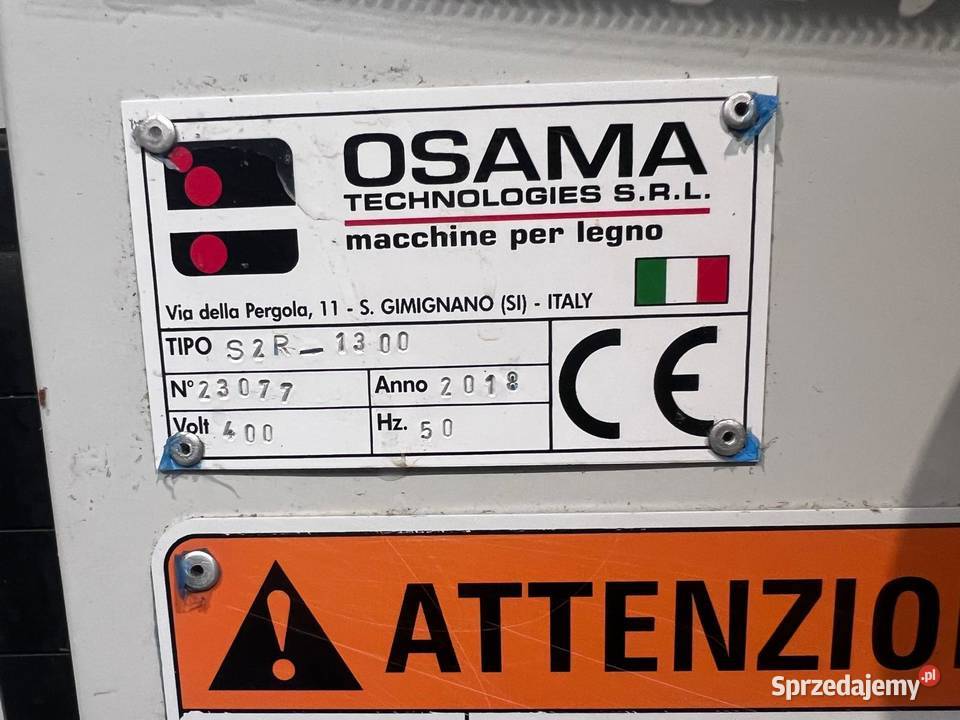 OSAMA
TECHNOLOGIES S.R.L.
macchine per legno
Via della Pergola, 11 - S. GIMIGNANO (SI) - ITALY
TIPO S2R-1300
N° 23077 Anno 2018
Volt 400 Hz. 50
CE
! ATTENZIO
Sprzedajemy.pl